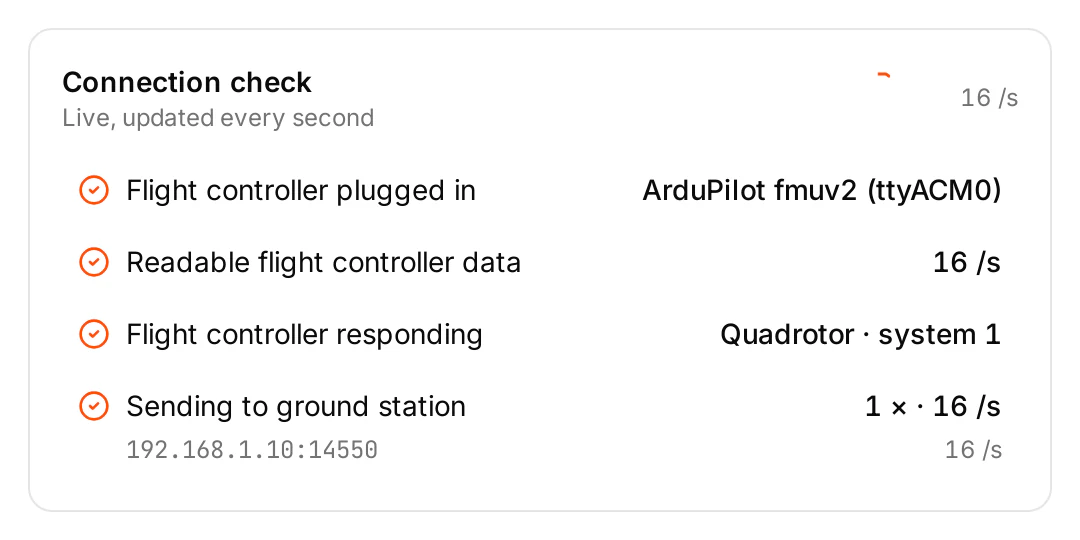 Connection check
16 /s
Live, updated every second
Flight controller plugged in ArduPilot fmuv2 (ttyACM0)
Readable flight controller data 16 /s
Flight controller responding Quadrotor · system 1
Sending to ground station 1 × · 16 /s
192.168.1.10:14550 16 /s